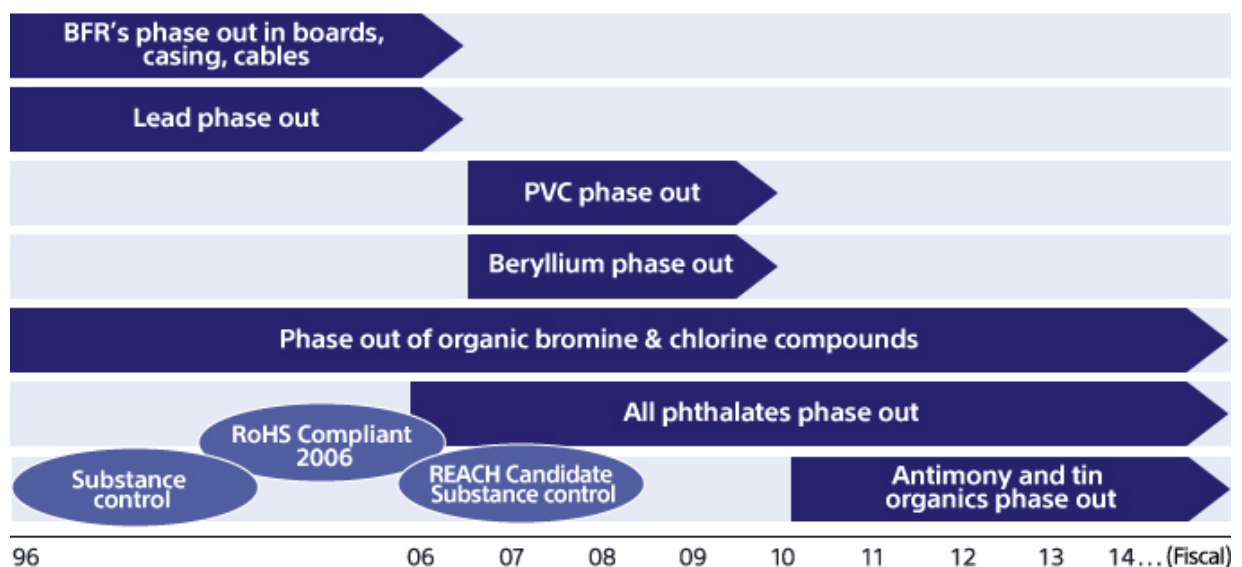 BFR's phase out in boards,
casing, cables
Lead phase out
PVC phase out
Beryllium phase out
Phase out of organic bromine & chlorine compounds
All phthalates phase out
RoHS Compliant
2006
Substance
control
REACH Candidate
Substance control
Antimony and tin
organics phase out
96 06 07 08 09 10 11 12 13 14... (Fiscal)